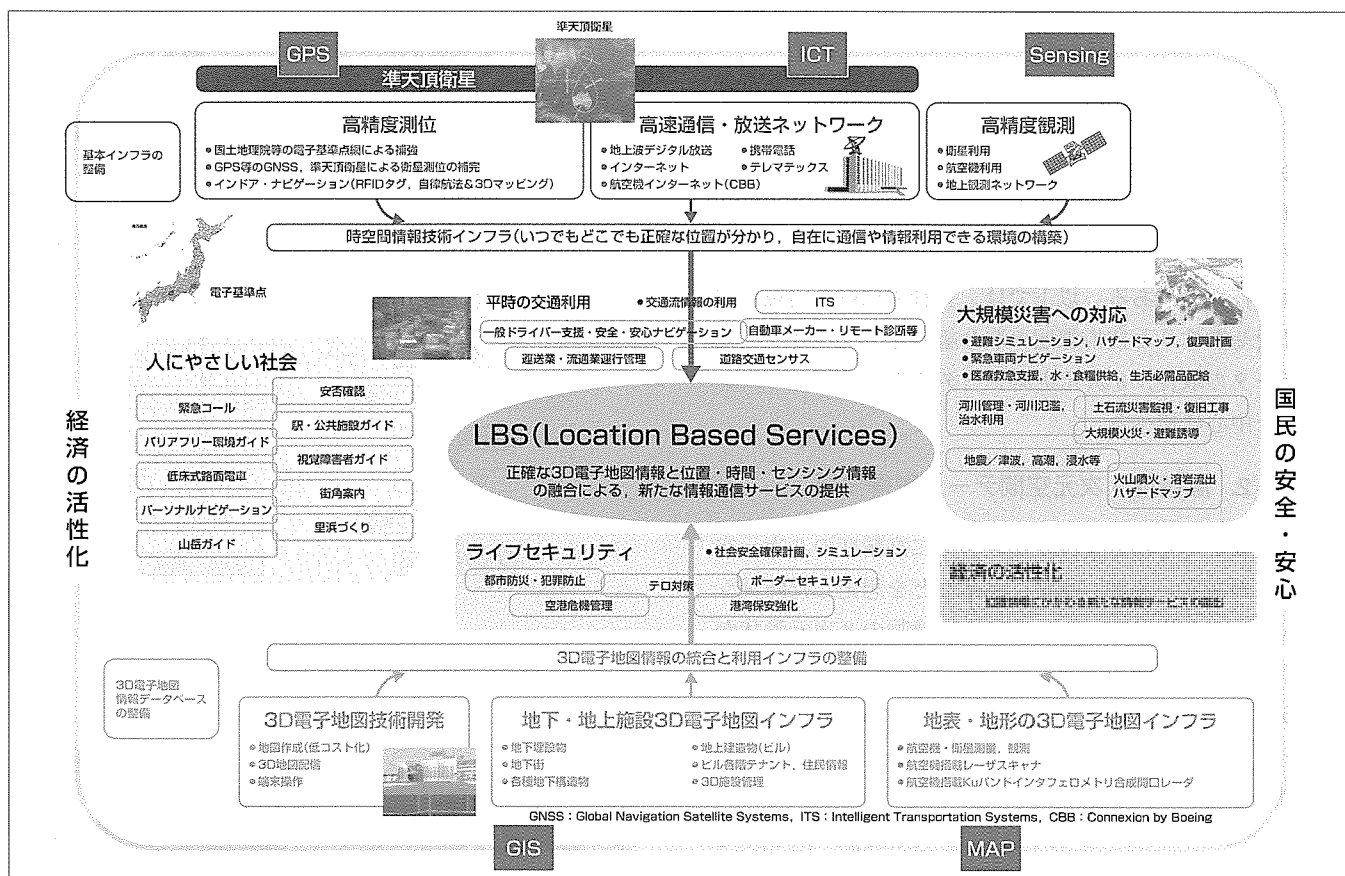 準天頂衛星
GPS
ICT
Sensing
準天頂衛星
基本インフラの
整備
高精度測位
●国土地理院等の電子基準点網による補強
●GPS等のGNSS，準天頂衛星による衛星測位の補完
●インドア・ナビゲーション(RFIDタグ，自律航法&3Dマッピング)
高速通信・放送ネットワーク
●地上波デジタル放送
●インターネット
●航空機インターネット(CBB)
●携帯電話
●テレマテックス
高精度観測
●衛星利用
●航空機利用
●地上観測ネットワーク
時空間情報技術インフラ(いつでもどこでも正確な位置が分かり，自在に通信や情報利用できる環境の構築)
電子基準点
平時の交通利用
●交通流情報の利用
ITS
一般ドライバー支援・安全・安心ナビゲーション
自動車メーカー・リモート診断等
運送業・流通業運行管理
道路交通センサス
大規模災害への対応
●避難シミュレーション，ハザードマップ，復興計画
●緊急車両ナビゲーション
●医療救急支援，水・食糧供給，生活必需品配給
河川管理・河川氾濫，
治水利用
土石流災害監視・復旧工事
大規模火災・避難誘導
地震／津波，高潮，浸水等
火山噴火・溶岩流出
ハザードマップ
人にやさしい社会
安否確認
緊急コール
駅・公共施設ガイド
バリアフリー環境ガイド
視覚障害者ガイド
低床式路面電車
街角案内
パーソナルナビゲーション
里浜づくり
山岳ガイド
経済の活性化
国民の安全・安心
LBS(Location Based Services)
正確な3D電子地図情報と位置・時間・センシング情報
の融合による，新たな情報通信サービスの提供
ライフセキュリティ
●社会安全確保計画，シミュレーション
都市防災・犯罪防止
テロ対策
ボーダーセキュリティ
空港危機管理
港湾保安強化
経済の活性化
3D電子地図情報の統合と利用インフラの整備
3D電子地図
情報データベース
の整備
3D電子地図技術開発
●地図作成(低コスト化)
●3D地図配信
●端末操作
地下・地上施設3D電子地図インフラ
●地下埋設物
●地下街
●各種地下構造物
●地上建造物(ビル)
●ビル各階テナント，住民情報
●3D施設管理
地表・地形の3D電子地図インフラ
●航空機・衛星測量，観測
●航空機搭載レーザスキャナ
●航空機搭載Kuバンドインタフェロメトリ合成開口レーダ
GNSS：Global Navigation Satellite Systems，ITS：Intelligent Transportation Systems，CBB：Connexion by Boeing
GIS
MAP